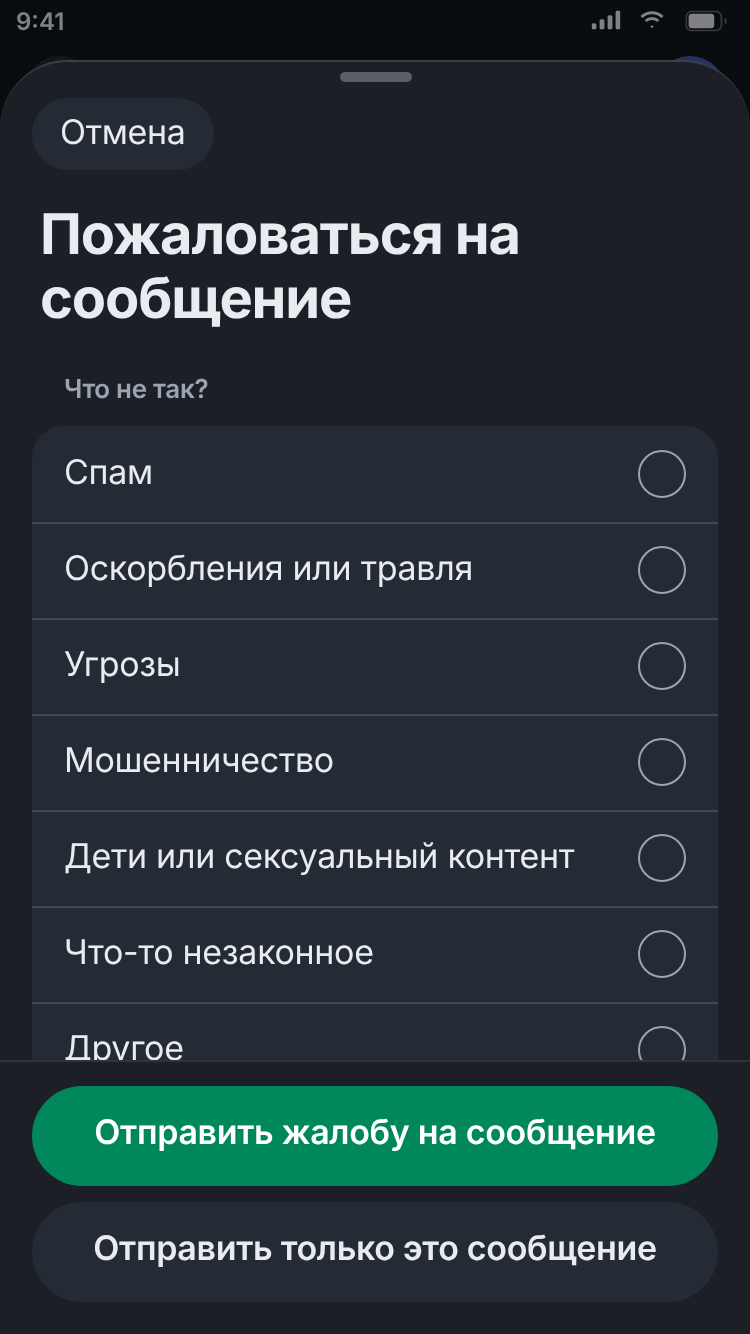 9:41
Отмена
Пожаловаться на
сообщение
Что не так?
Спам
Оскорбления или травля
Угрозы
Мошенничество
Дети или сексуальный контент
Что-то незаконное
Другое
Отправить жалобу на сообщение
Отправить только это сообщение